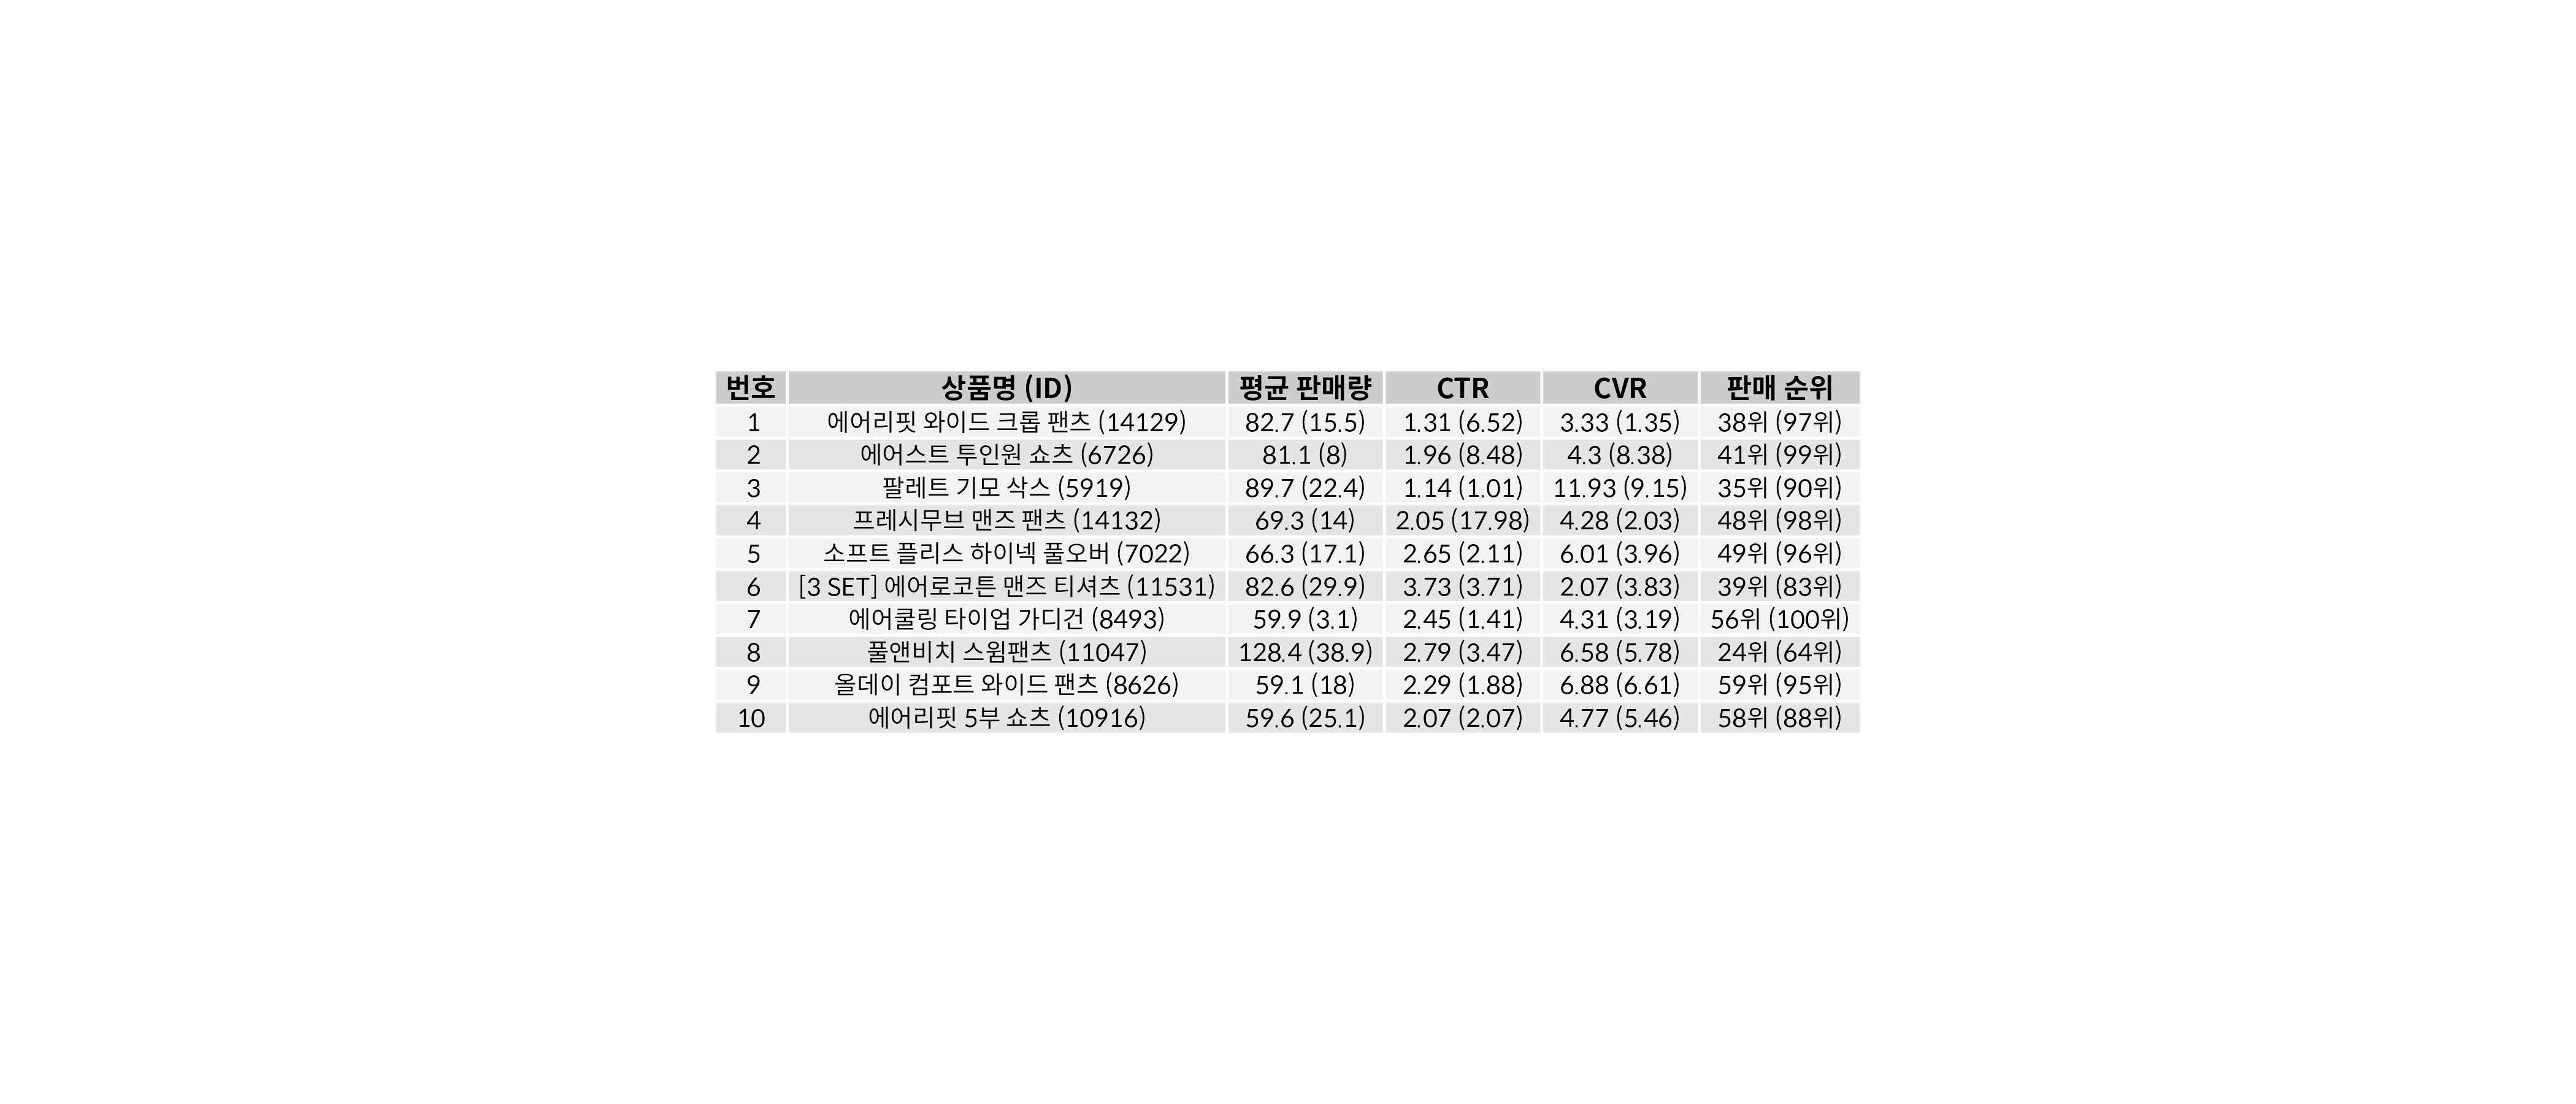 번호 상품명 (ID) 평균 판매량 CTR CVR 판매 순위
1 에어리핏 와이드 크롭 팬츠 (14129) 82.7 (15.5) 1.31 (6.52) 3.33 (1.35) 38위 (97위)
2 에어스트 투인원 쇼츠 (6726) 81.1 (8) 1.96 (8.48) 4.3 (8.38) 41위 (99위)
3 팔레트 기모 삭스 (5919) 89.7 (22.4) 1.14 (1.01) 11.93 (9.15) 35위 (90위)
4 프레시무브 맨즈 팬츠 (14132) 69.3 (14) 2.05 (17.98) 4.28 (2.03) 48위 (98위)
5 소프트 플리스 하이넥 풀오버 (7022) 66.3 (17.1) 2.65 (2.11) 6.01 (3.96) 49위 (96위)
6 [3 SET] 에어로코튼 맨즈 티셔츠 (11531) 82.6 (29.9) 3.73 (3.71) 2.07 (3.83) 39위 (83위)
7 에어쿨링 타이업 가디건 (8493) 59.9 (3.1) 2.45 (1.41) 4.31 (3.19) 56위 (100위)
8 풀앤비치 스윔팬츠 (11047) 128.4 (38.9) 2.79 (3.47) 6.58 (5.78) 24위 (64위)
9 올데이 컴포트 와이드 팬츠 (8626) 59.1 (18) 2.29 (1.88) 6.88 (6.61) 59위 (95위)
10 에어리핏 5부 쇼츠 (10916) 59.6 (25.1) 2.07 (2.07) 4.77 (5.46) 58위 (88위)